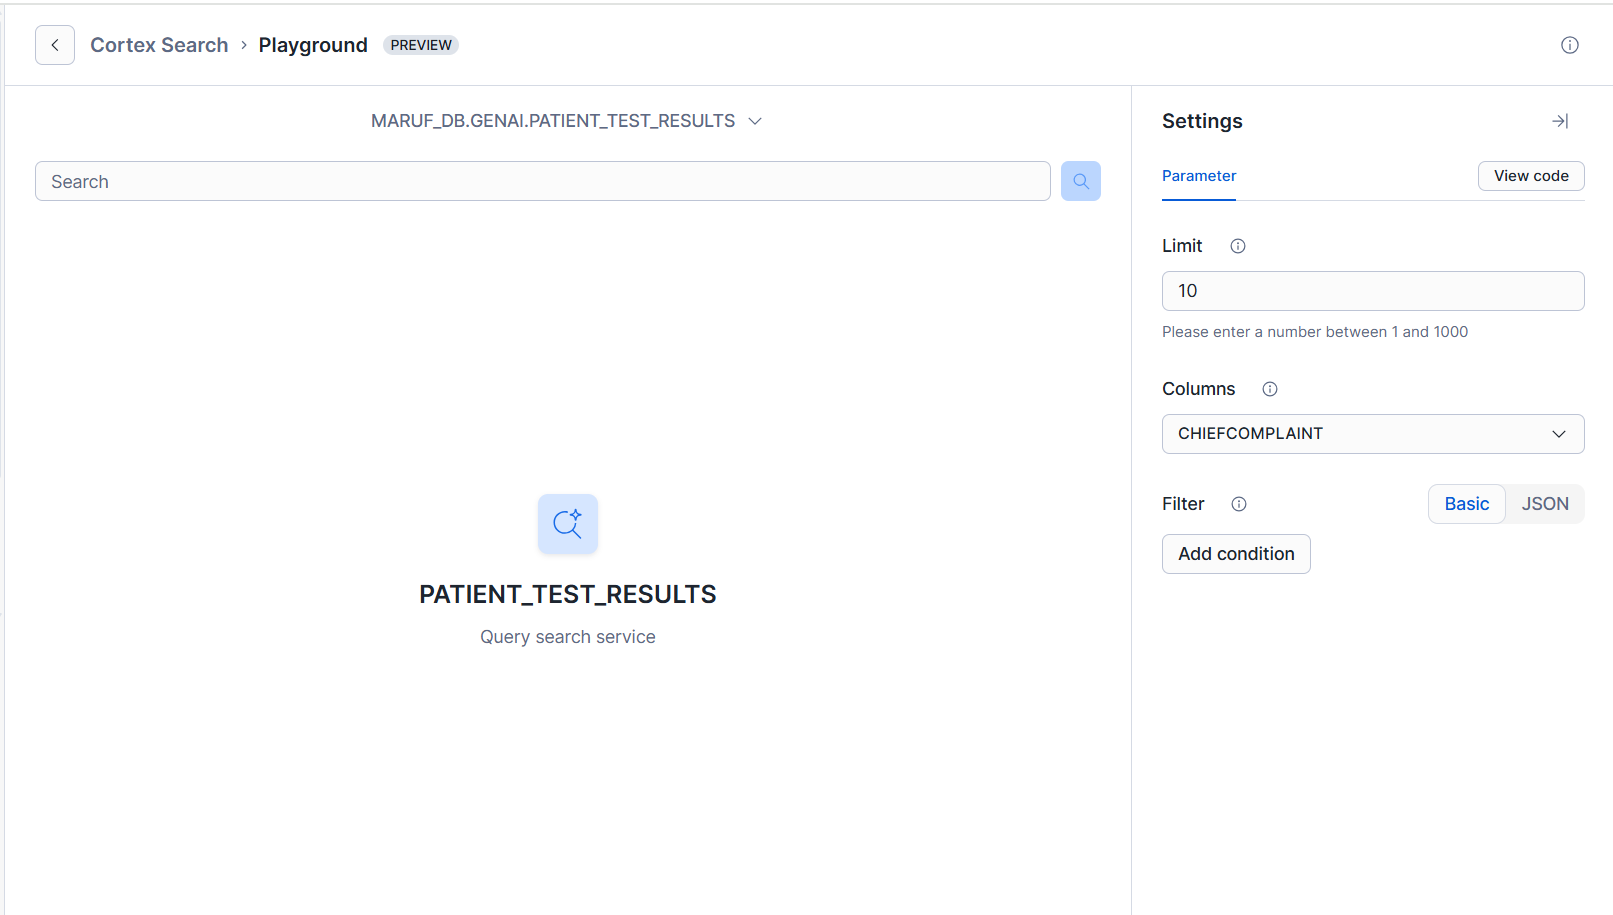 Cortex Search › Playground PREVIEW
MARUF_DB.GENAI.PATIENT_TEST_RESULTS
Search
PATIENT_TEST_RESULTS
Query search service
Settings
Parameter View code
Limit
10
Please enter a number between 1 and 1000
Columns
CHIEFCOMPLAINT
Filter Basic JSON
Add condition